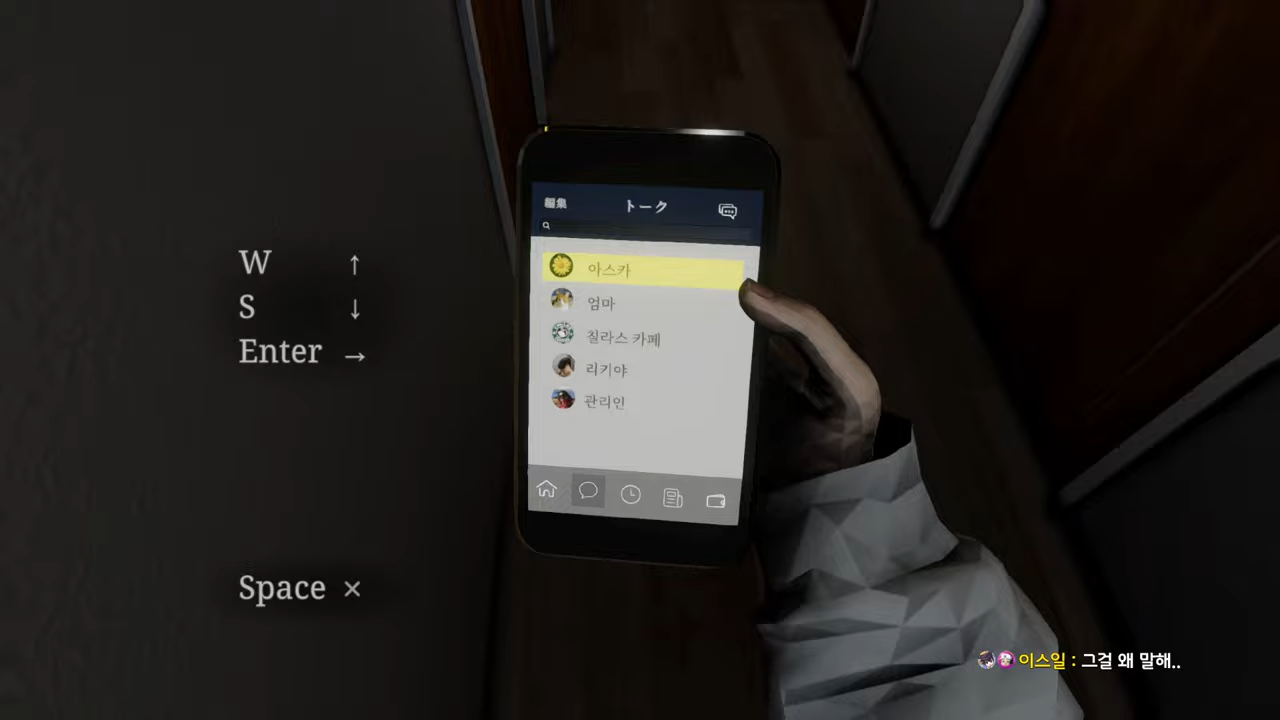 編集 トーク
아스카
엄마
칠라스 카페
리키야
관리인
W ↑
S ↓
Enter →
Space ×
이스일 : 그걸 왜 말해..